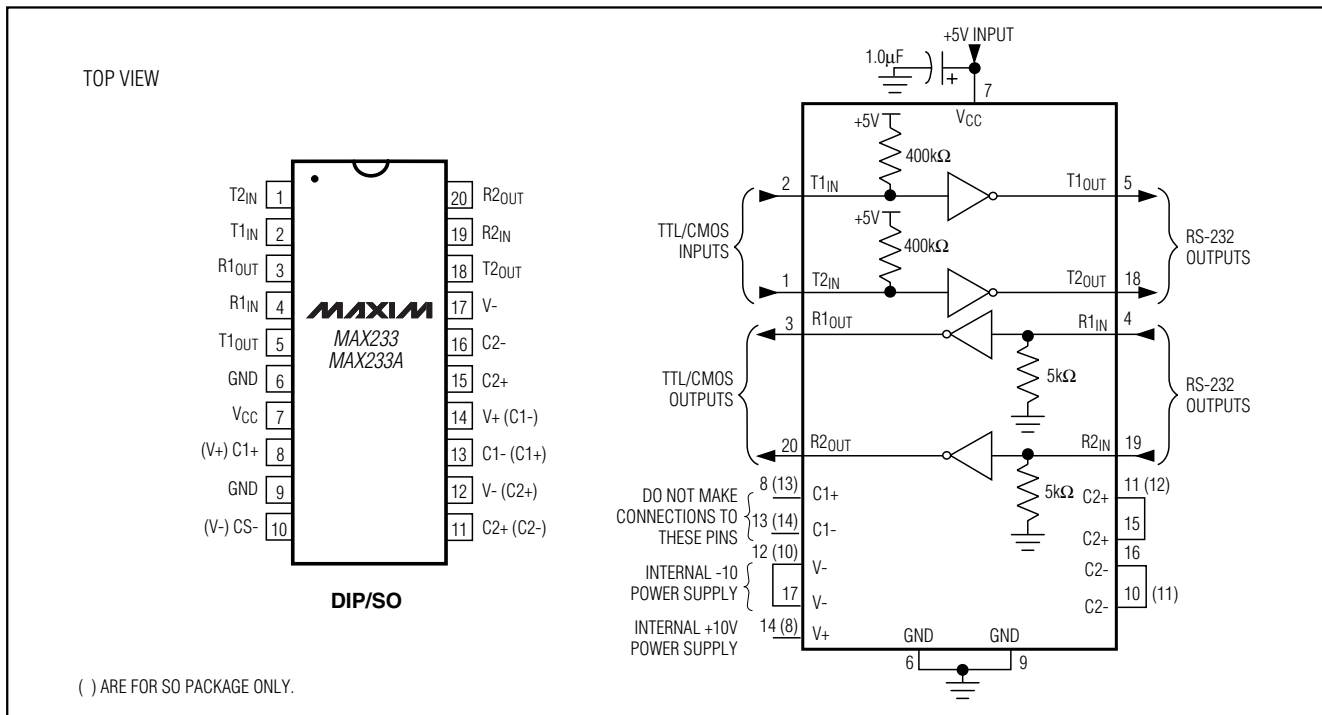 TOP VIEW
T2IN 1
T1IN 2
R1OUT 3
R1IN 4
T1OUT 5
GND 6
VCC 7
(V+) C1+ 8
GND 9
(V-) CS- 10
20 R2OUT
19 R2IN
18 T2OUT
17 V-
16 C2-
15 C2+
14 V+ (C1-)
13 C1- (C1+)
12 V- (C2+)
11 C2+ (C2-)
MAXIM
MAX233
MAX233A
DIP/SO
( ) ARE FOR SO PACKAGE ONLY.
+5V INPUT
1.0µF
+
7
VCC
+5V
400kΩ
2 T1IN
T1OUT 5
+5V
400kΩ
TTL/CMOS
INPUTS
RS-232
OUTPUTS
1 T2IN
T2OUT 18
3 R1OUT
R1IN 4
5kΩ
TTL/CMOS
OUTPUTS
RS-232
OUTPUTS
20 R2OUT
R2IN 19
5kΩ
DO NOT MAKE
CONNECTIONS TO
THESE PINS
8 (13) C1+
13 (14) C1-
INTERNAL -10
POWER SUPPLY
12 (10) V-
17 V-
INTERNAL +10V
POWER SUPPLY
14 (8) V+
C2+ 11 (12)
C2+ 15
C2- 16
C2- 10 (11)
GND GND
6 9